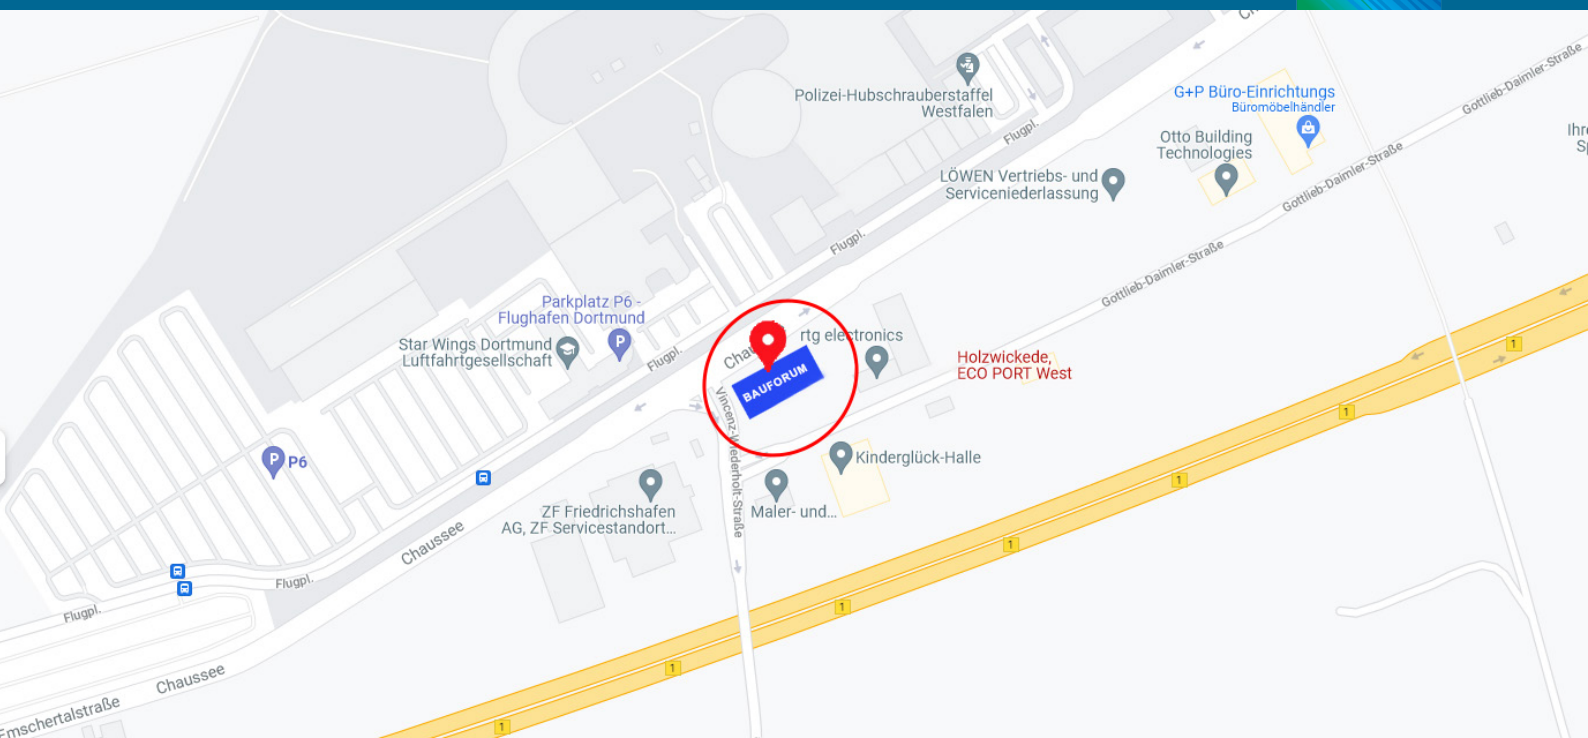 Polizei-Hubschrauberstaffel
Westfalen
G+P Büro-Einrichtungs
Büromöbelhändler
Otto Building
Technologies
Gottlieb-Daimler-Straße
Gottlieb-Daimler-Straße
Gottlieb-Daimler-Straße
Flugpl.
LÖWEN Vertriebs- und
Serviceniederlassung
Flugpl.
Parkplatz P6 -
Flughafen Dortmund
P
Star Wings Dortmund
Luftfahrtgesellschaft
Flugpl.
rtg electronics
BAUFORUM
Holzwickede,
ECO PORT West
1
1
Vincenz-Wiederholt-Straße
P
P6
Kinderglück-Halle
ZF Friedrichshafen
AG, ZF Servicestandort...
Maler- und...
1
1
Chaussee
Flugpl.
Flugpl.
1
1
Chaussee
Emschertalstraße
1